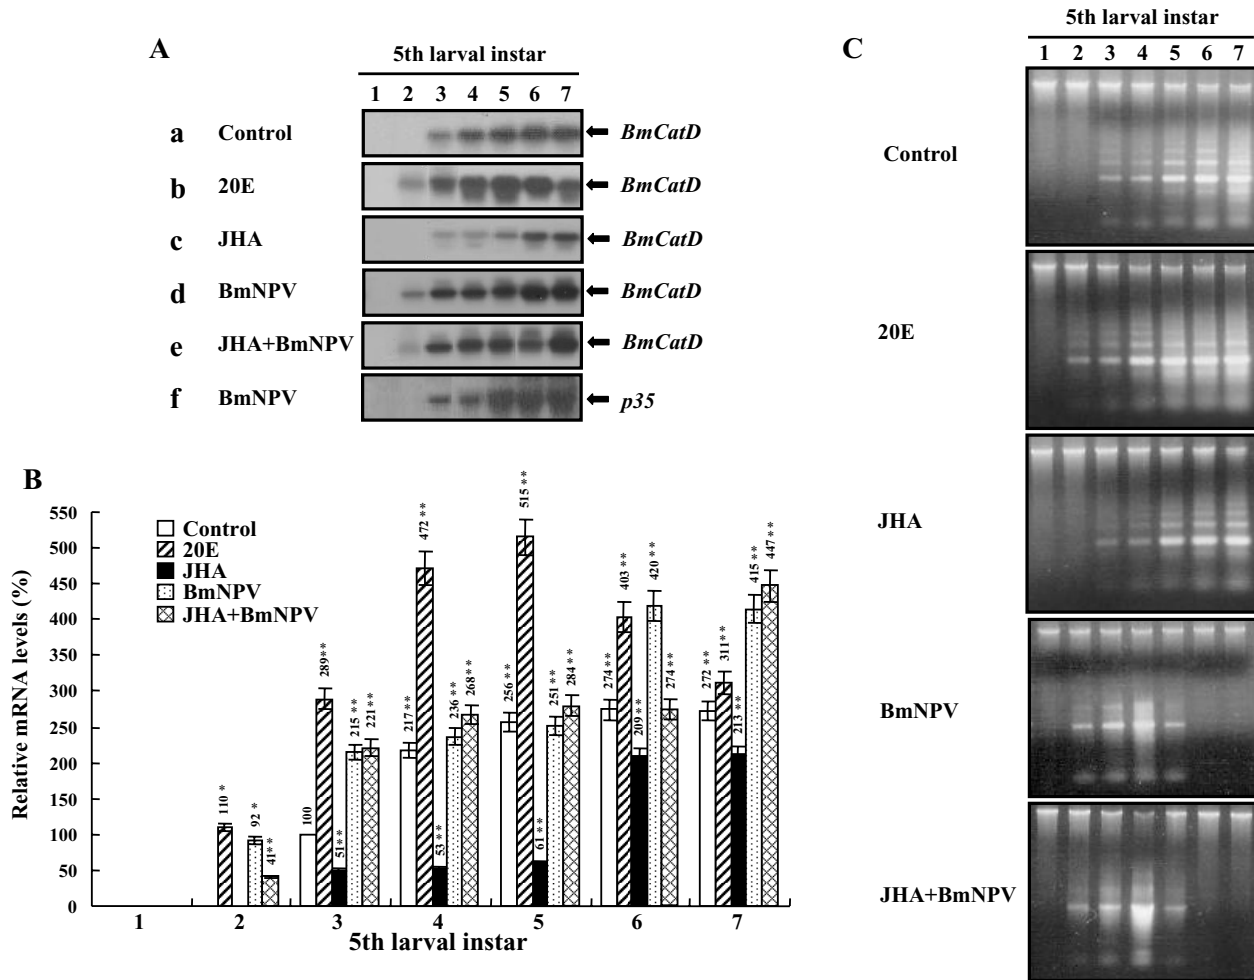 A
5th larval instar
1 2 3 4 5 6 7
a Control BmCatD
b 20E BmCatD
c JHA BmCatD
d BmNPV BmCatD
e JHA+BmNPV BmCatD
f BmNPV p35
B
Relative mRNA levels (%)
550
500
450
400
350
300
250
200
150
100
50
0
Control
20E
JHA
BmNPV
JHA+BmNPV
110 *
92 *
41**
100
289**
51**
215 **
221**
217**
472 **
53 **
236 **
268**
256 **
515 **
61 **
251 **
284 **
274 **
403 **
209 **
420 **
274 **
272 **
311**
213 **
415 **
447 **
1 2 3 4 5 6 7
5th larval instar
C
5th larval instar
1 2 3 4 5 6 7
Control
20E
JHA
BmNPV
JHA+BmNPV